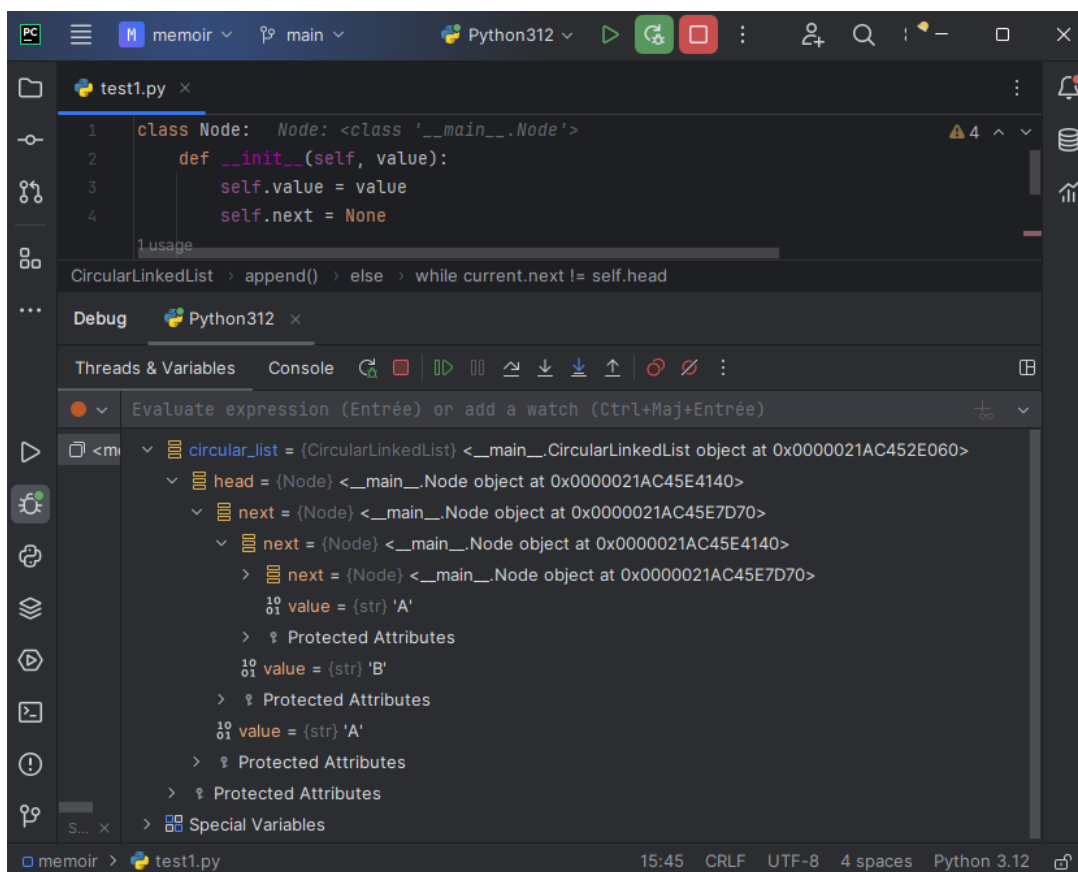 PC M memoir main Python312
test1.py
1 class Node: Node: <class '__main__.Node'> 4
2 def __init__(self, value):
3 self.value = value
4 self.next = None
1 usage
CircularLinkedList > append() > else > while current.next != self.head
Debug Python312
Threads & Variables Console
Evaluate expression (Entrée) or add a watch (Ctrl+Maj+Entrée)
circular_list = {CircularLinkedList} <__main__.CircularLinkedList object at 0x0000021AC452E060>
head = {Node} <__main__.Node object at 0x0000021AC45E4140>
next = {Node} <__main__.Node object at 0x0000021AC45E7D70>
next = {Node} <__main__.Node object at 0x0000021AC45E4140>
next = {Node} <__main__.Node object at 0x0000021AC45E7D70>
value = {str} 'A'
Protected Attributes
value = {str} 'B'
Protected Attributes
value = {str} 'A'
Protected Attributes
Protected Attributes
S... Special Variables
memoir > test1.py 15:45 CRLF UTF-8 4 spaces Python 3.12